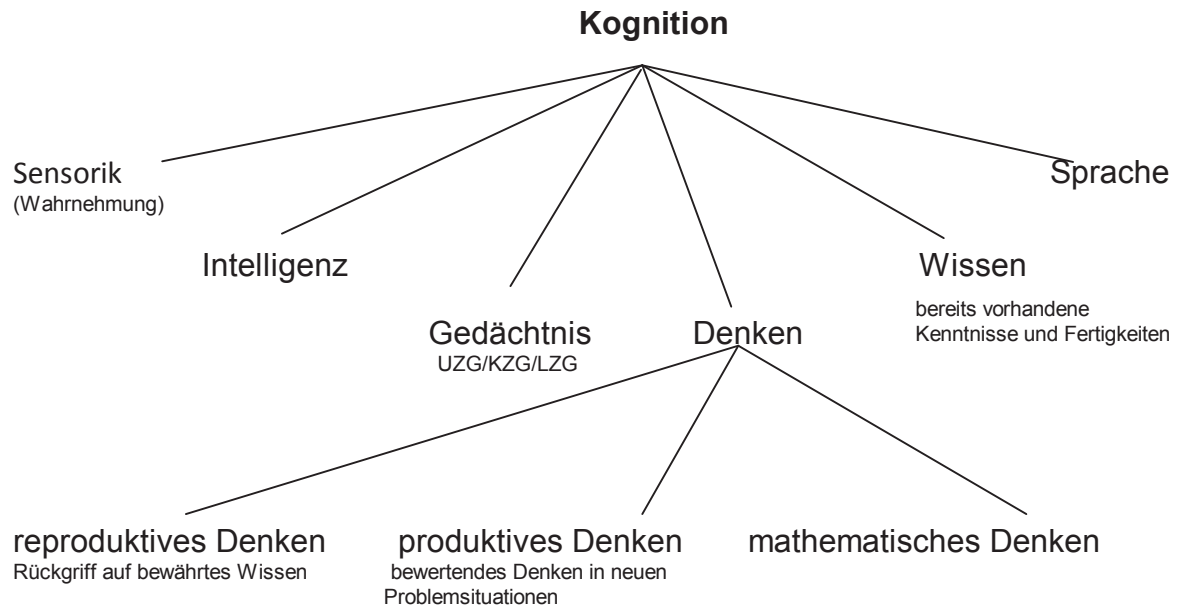 Kognition
Sensorik
(Wahrnehmung)
Sprache
Intelligenz
Wissen
bereits vorhandene
Kenntnisse und Fertigkeiten
Gedächtnis
UZG/KZG/LZG
Denken
reproduktives Denken
Rückgriff auf bewährtes Wissen
produktives Denken
bewertendes Denken in neuen
Problemsituationen
mathematisches Denken